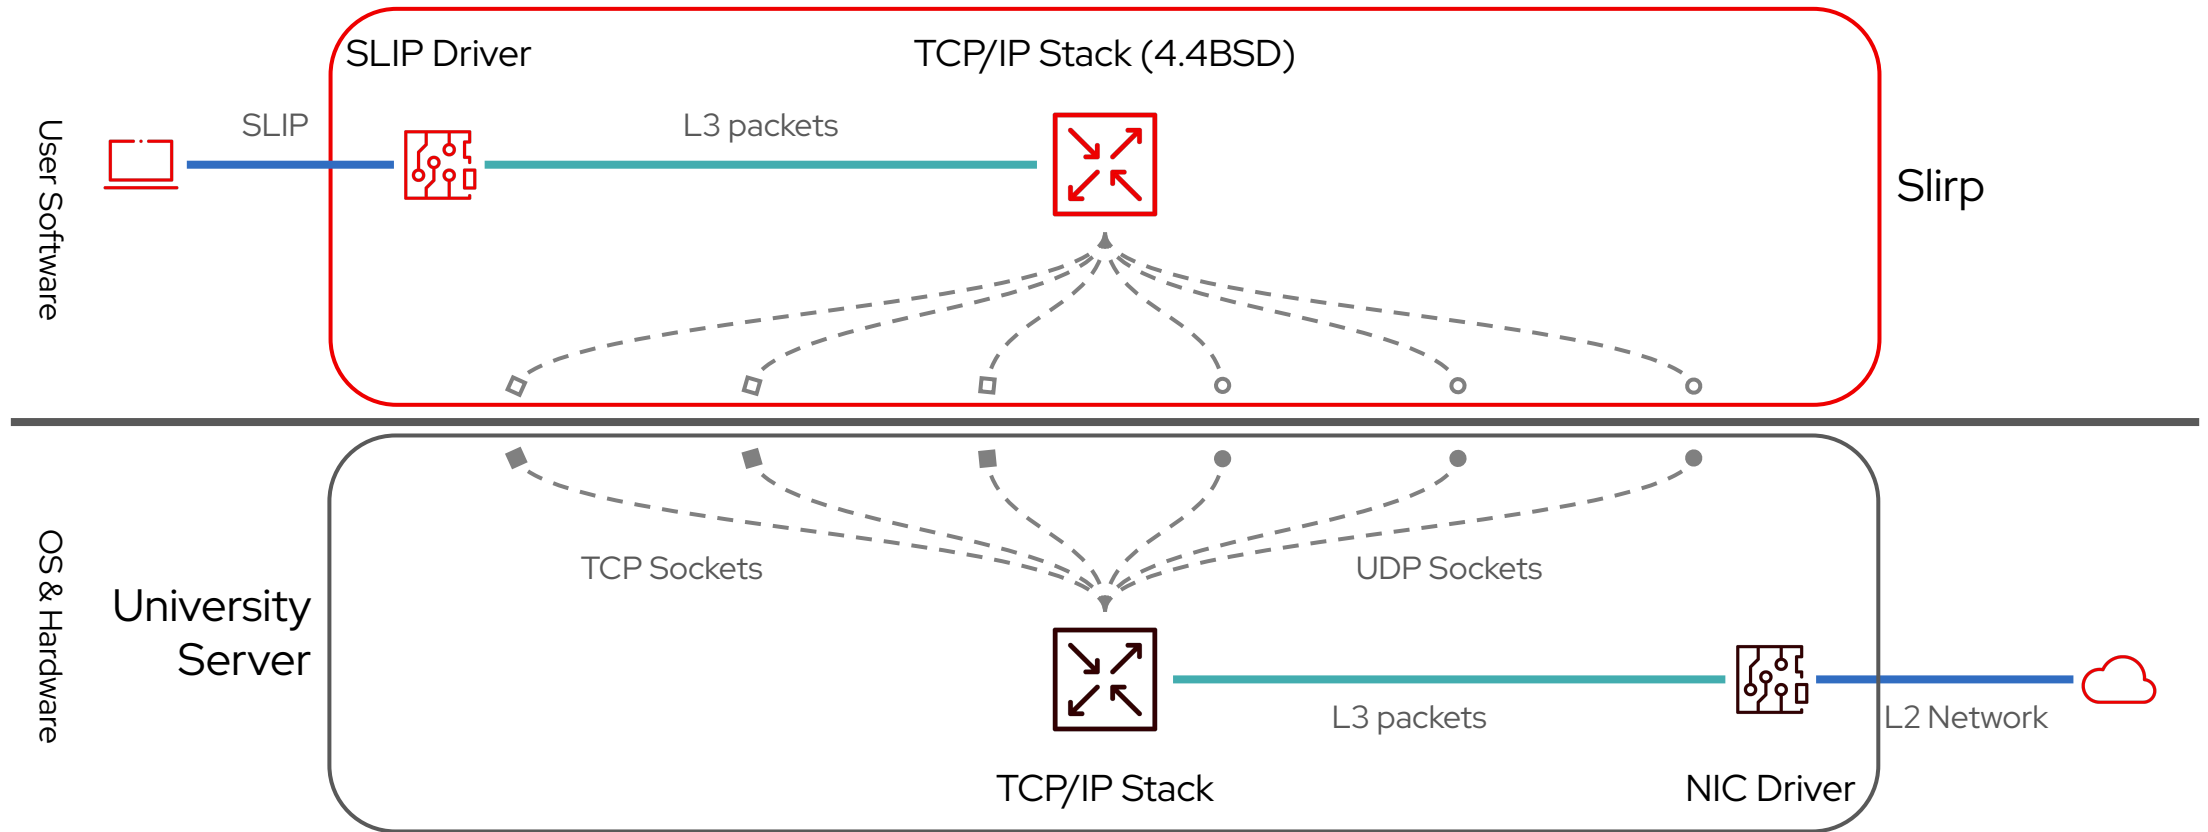 SLIP Driver
TCP/IP Stack (4.4BSD)
SLIP
L3 packets
User Software
Slirp
OS & Hardware
University
Server
TCP Sockets
UDP Sockets
L3 packets
L2 Network
TCP/IP Stack
NIC Driver